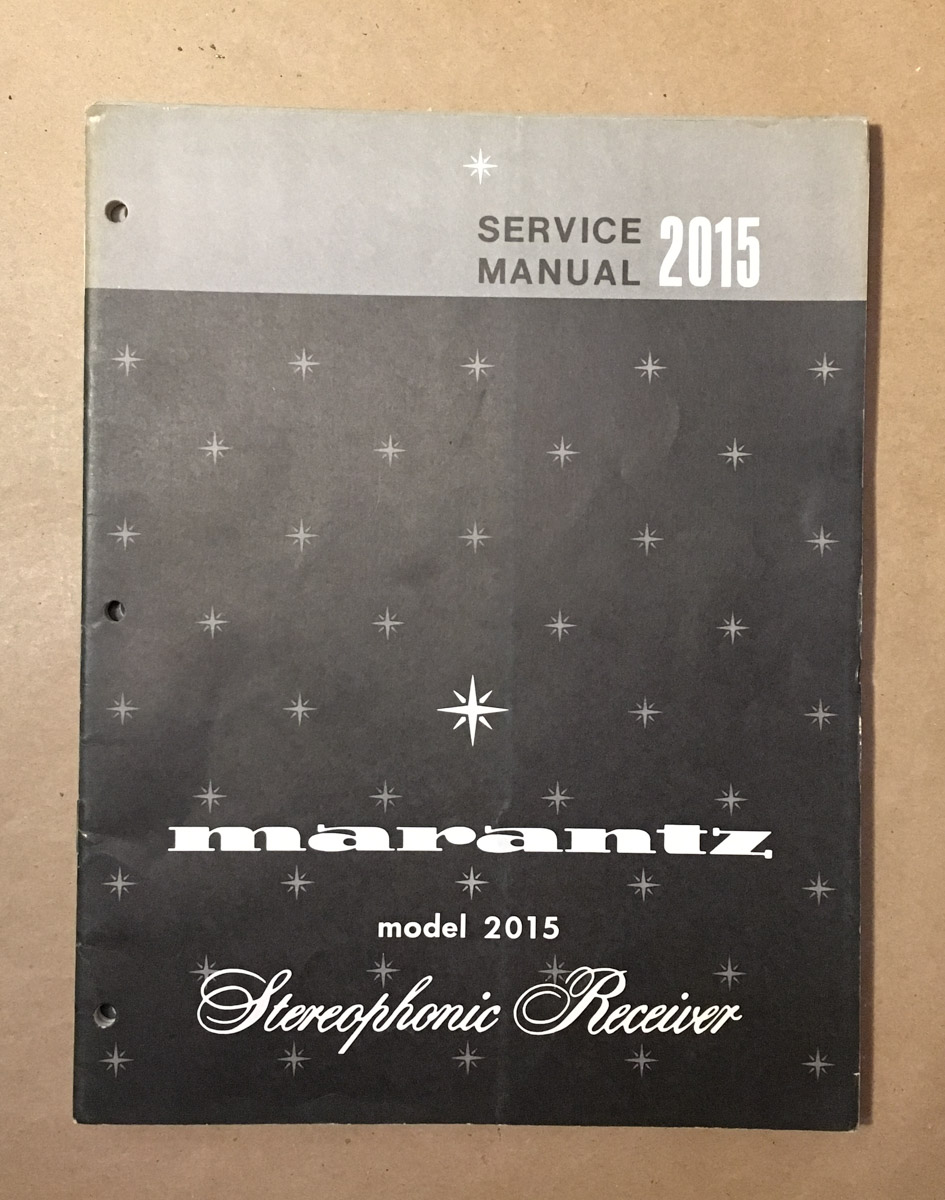 SERVICE
MANUAL 2015
marantz
model 2015
Stereophonic Receiver